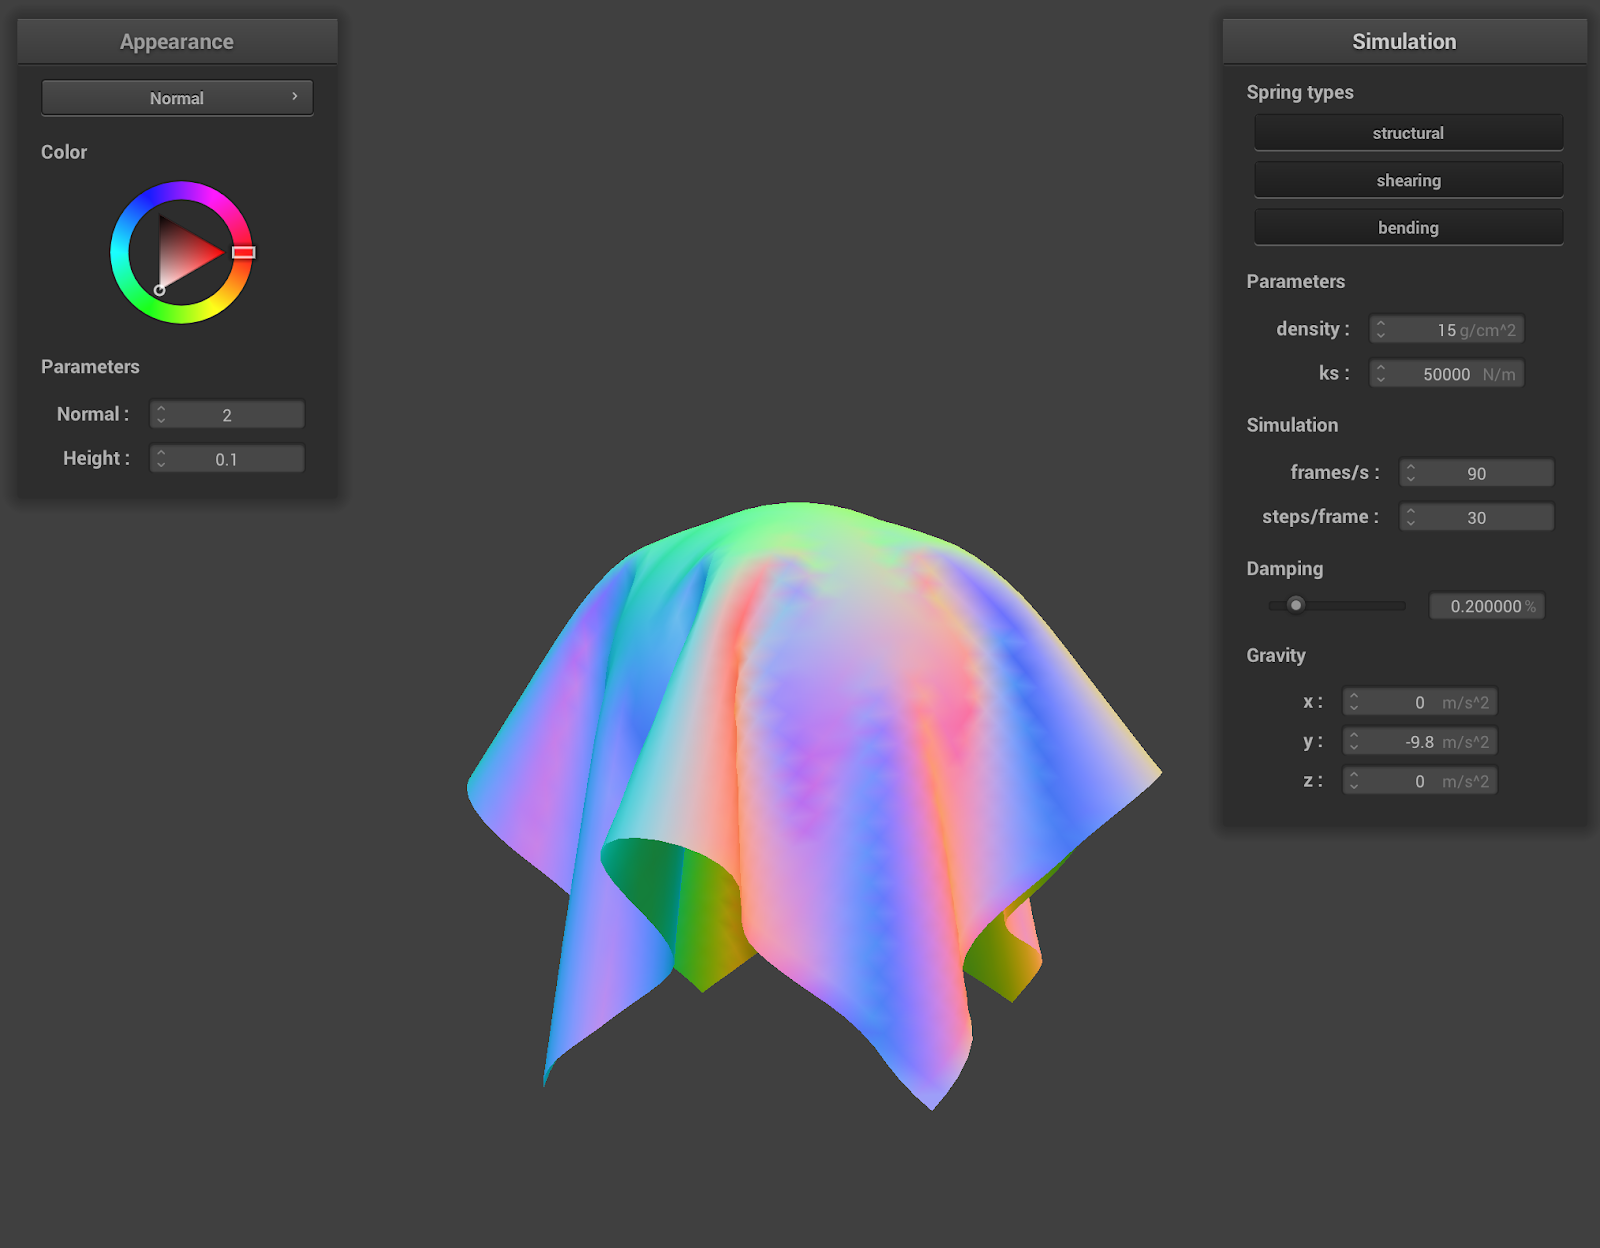 Appearance
Normal
Color
Parameters
Normal : 2
Height : 0.1
Simulation
Spring types
structural
shearing
bending
Parameters
density : 15 g/cm^2
ks : 50000 N/m
Simulation
frames/s : 90
steps/frame : 30
Damping
0.200000 %
Gravity
x : 0 m/s^2
y : -9.8 m/s^2
z : 0 m/s^2